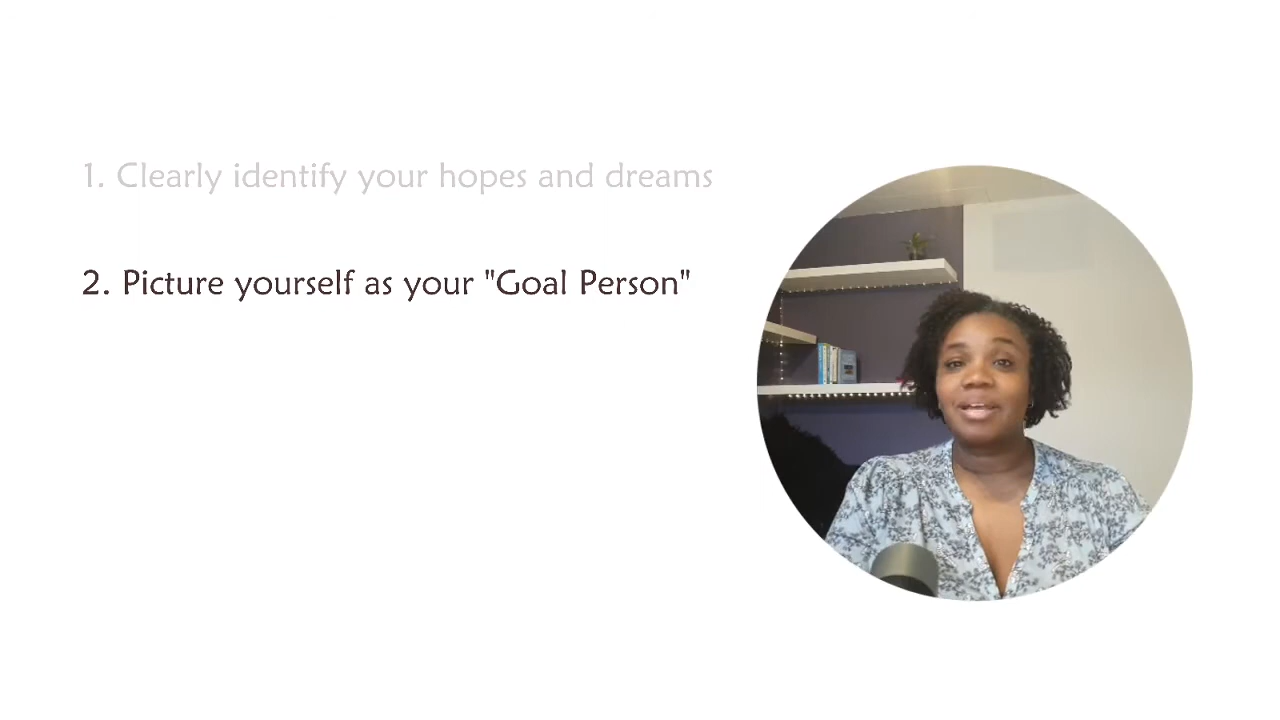 1. Clearly identify your hopes and dreams
2. Picture yourself as your "Goal Person"